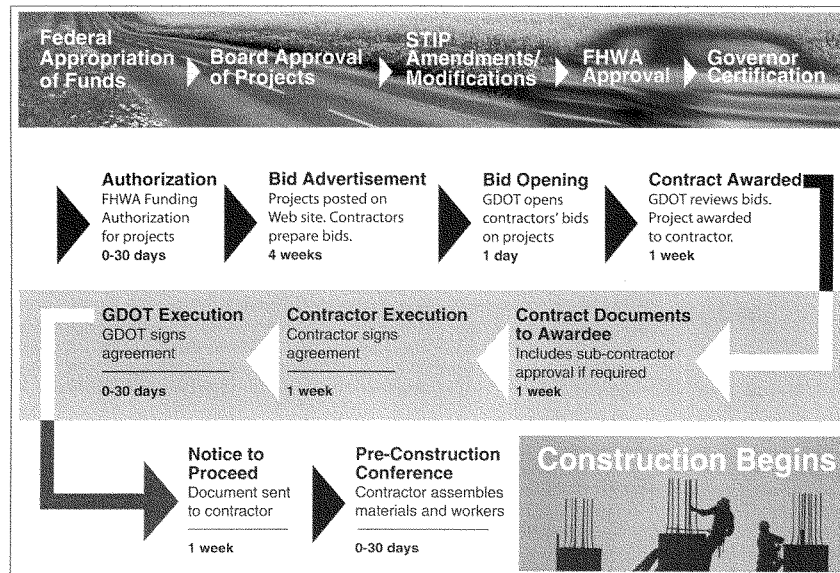 Federal
Appropriation
of Funds
Board Approval
of Projects
STIP
Amendments/
Modifications
FHWA
Approval
Governor
Certification
Authorization
FHWA Funding
Authorization
for projects
0-30 days
Bid Advertisement
Projects posted on
Web site. Contractors
prepare bids.
4 weeks
Bid Opening
GDOT opens
contractors' bids
on projects
1 day
Contract Awarded
GDOT reviews bids.
Project awarded
to contractor.
1 week
GDOT Execution
GDOT signs
agreement
0-30 days
Contractor Execution
Contractor signs
agreement
1 week
Contract Documents
to Awardee
Includes sub-contractor
approval if required
1 week
Notice to
Proceed
Document sent
to contractor
1 week
Pre-Construction
Conference
Contractor assembles
materials and workers
0-30 days
Construction Begins